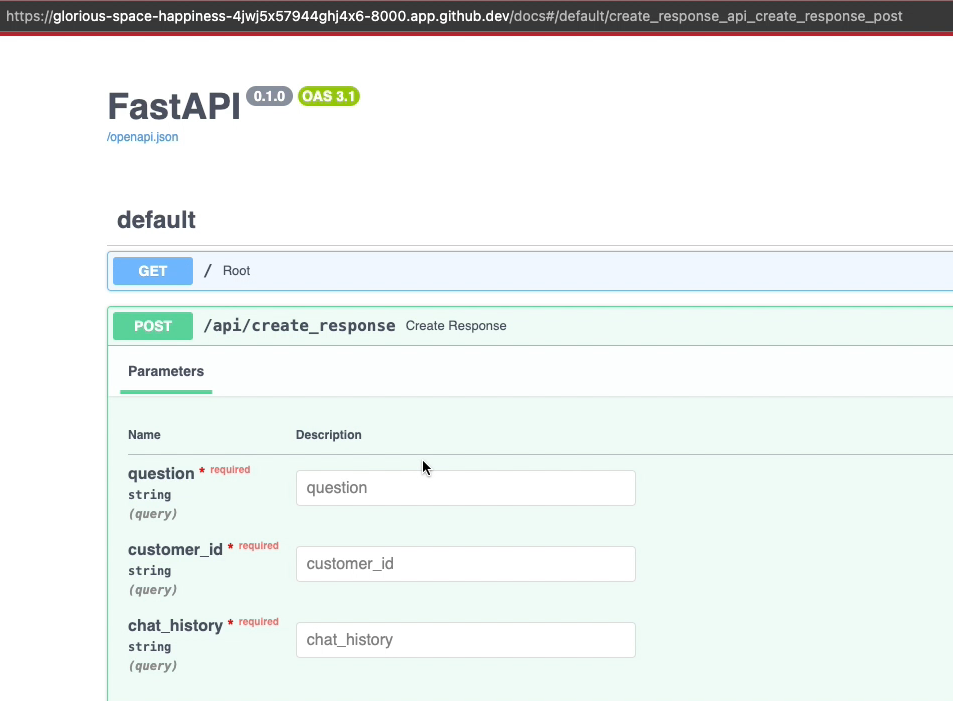 https://glorious-space-happiness-4jwj5x57944ghj4x6-8000.app.github.dev/docs#/default/create_response_api_create_response_post
FastAPI 0.1.0 OAS 3.1
/openapi.json
default
GET / Root
POST /api/create_response Create Response
Parameters
Name Description
question * required
string
(query)
question
customer_id * required
string
(query)
customer_id
chat_history * required
string
(query)
chat_history